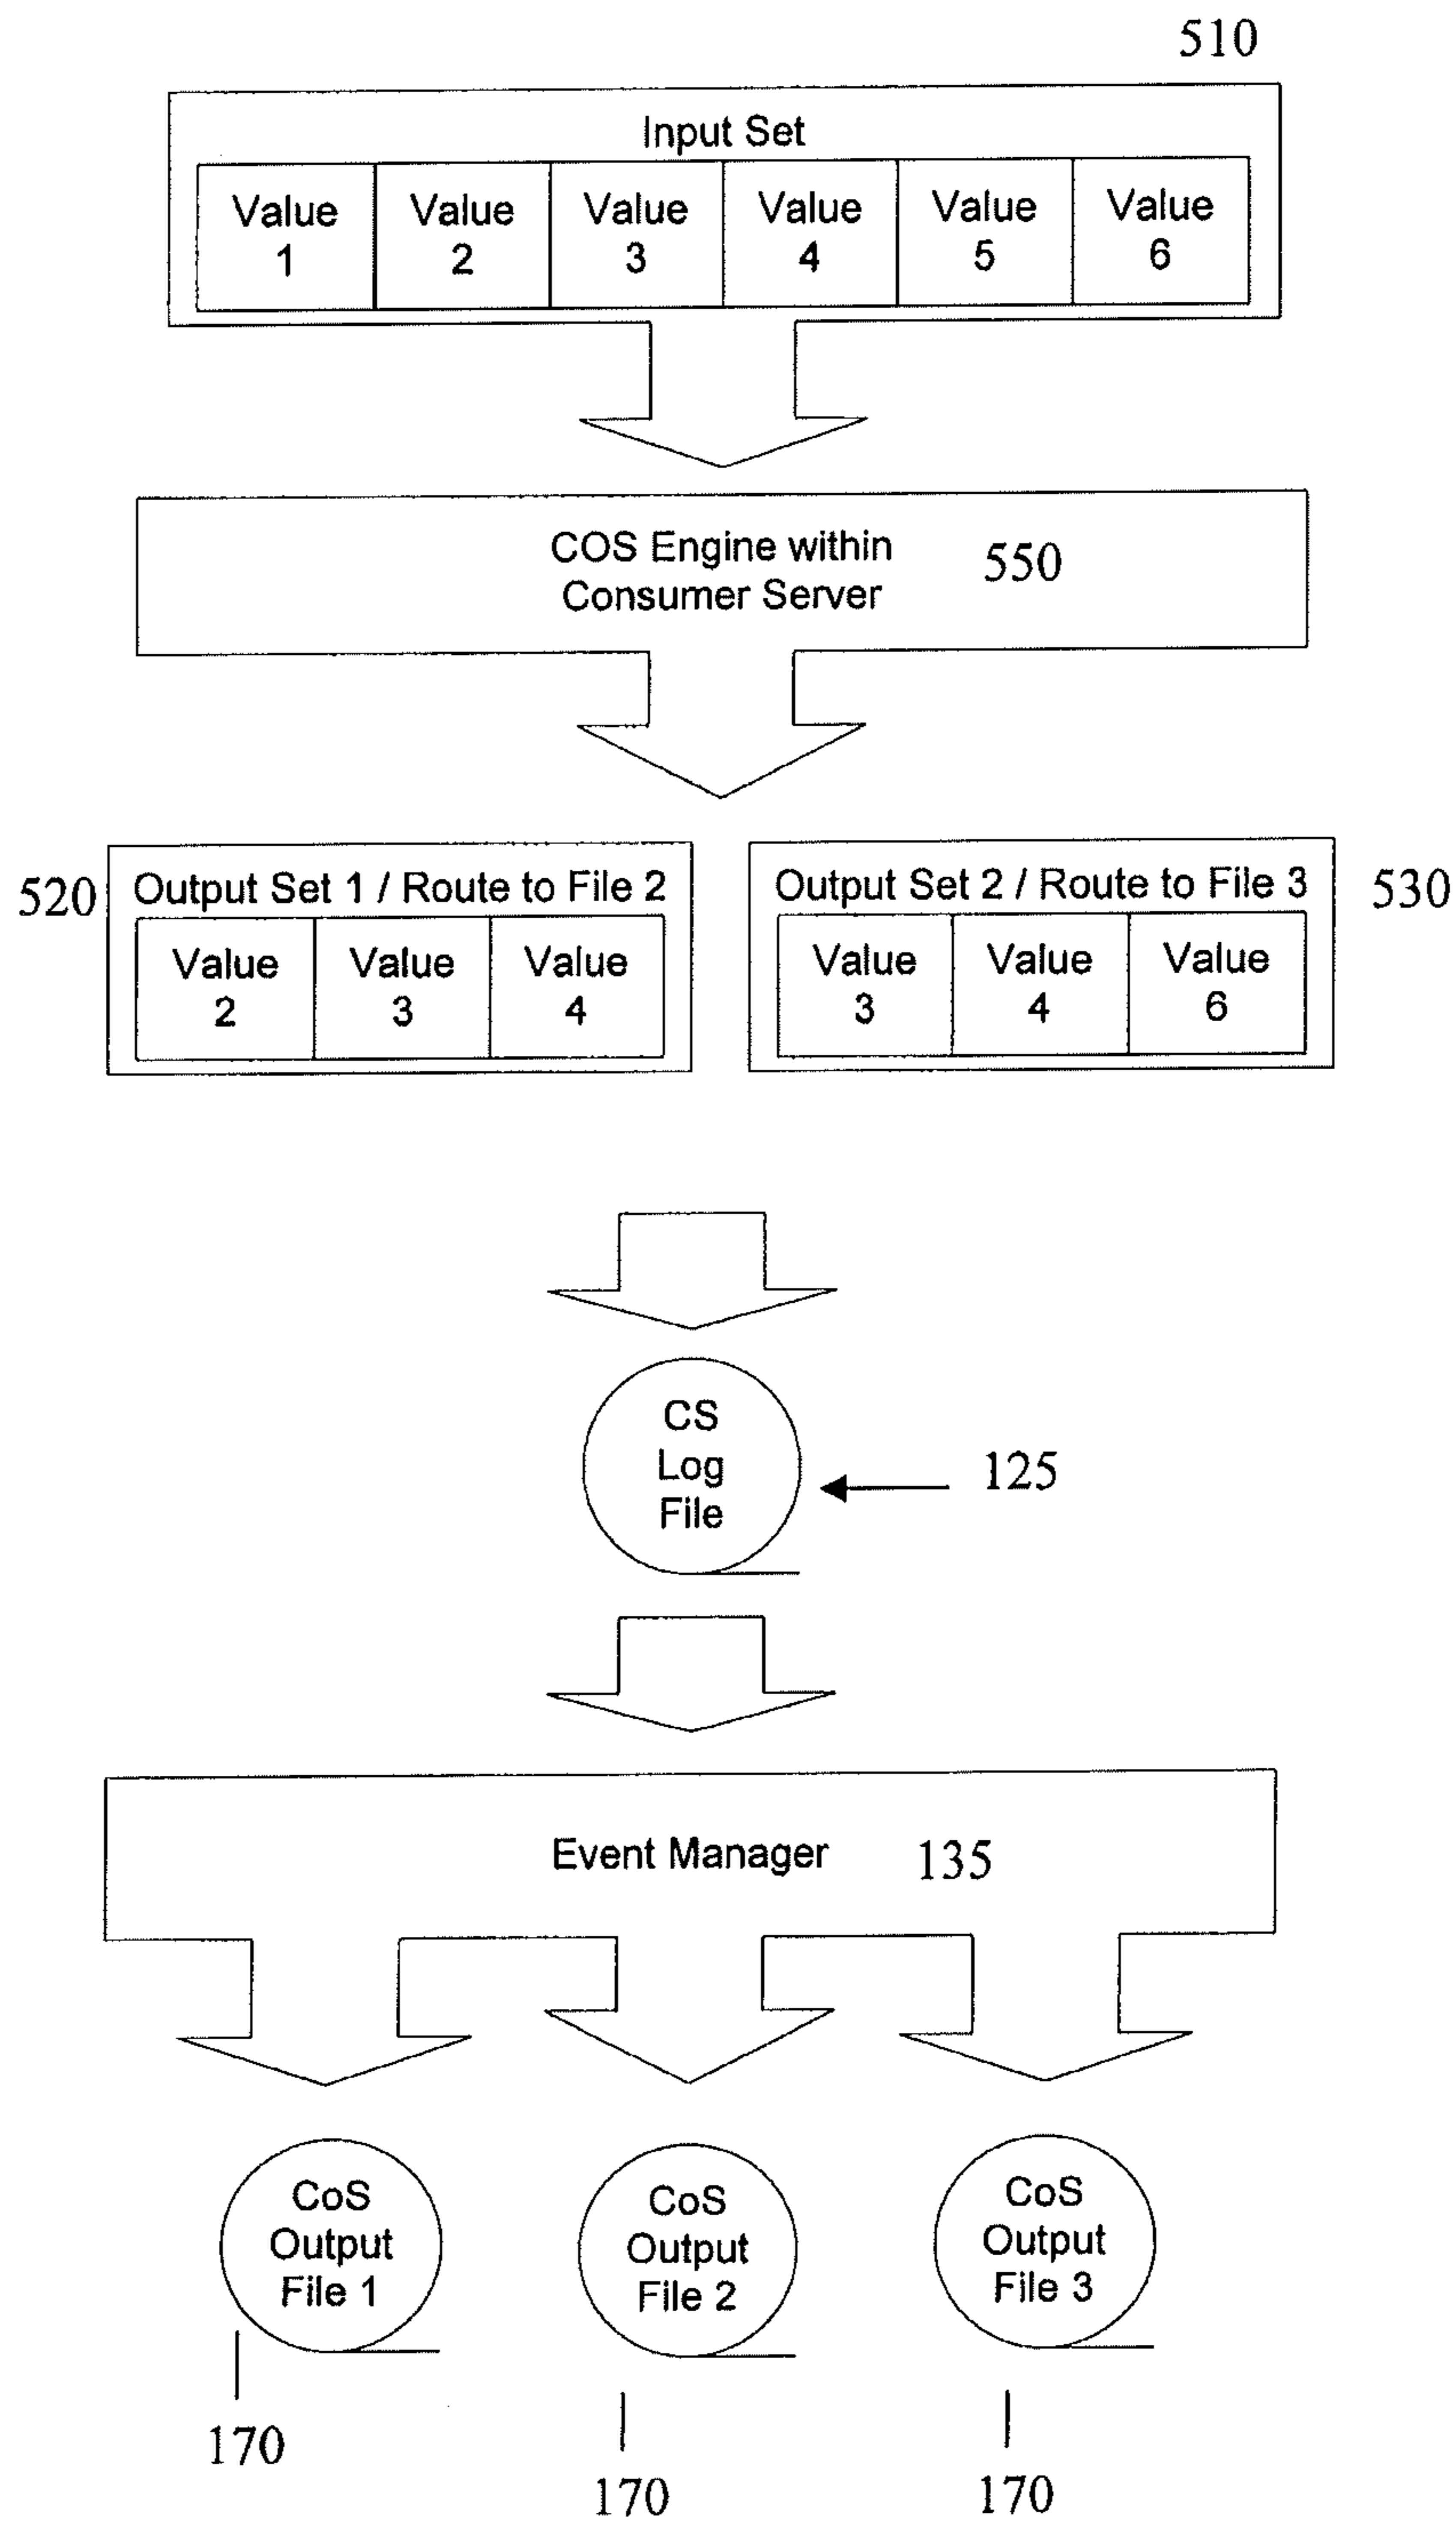 510
Input Set
Value 1
Value 2
Value 3
Value 4
Value 5
Value 6
COS Engine within
Consumer Server
550
520
Output Set 1 / Route to File 2
Value 2
Value 3
Value 4
Output Set 2 / Route to File 3
530
Value 3
Value 4
Value 6
CS
Log
File
125
Event Manager
135
CoS
Output
File 1
CoS
Output
File 2
CoS
Output
File 3
170
170
170